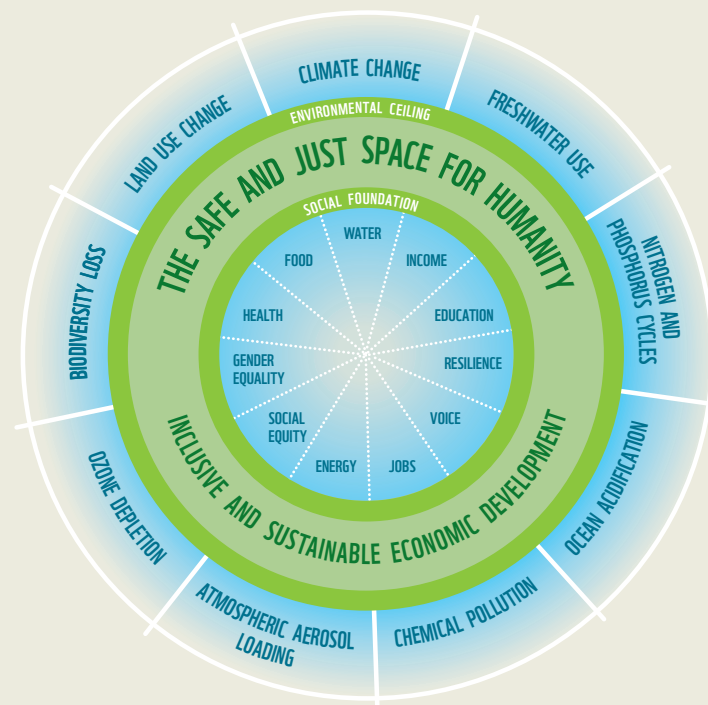 CLIMATE CHANGE
FRESHWATER USE
NITROGEN AND
PHOSPHORUS CYCLES
OCEAN ACIDIFICATION
CHEMICAL POLLUTION
ATMOSPHERIC AEROSOL
LOADING
OZONE DEPLETION
BIODIVERSITY LOSS
LAND USE CHANGE
ENVIRONMENTAL CEILING
THE SAFE AND JUST SPACE FOR HUMANITY
INCLUSIVE AND SUSTAINABLE ECONOMIC DEVELOPMENT
SOCIAL FOUNDATION
WATER
INCOME
EDUCATION
RESILIENCE
VOICE
JOBS
ENERGY
SOCIAL
EQUITY
GENDER
EQUALITY
HEALTH
FOOD